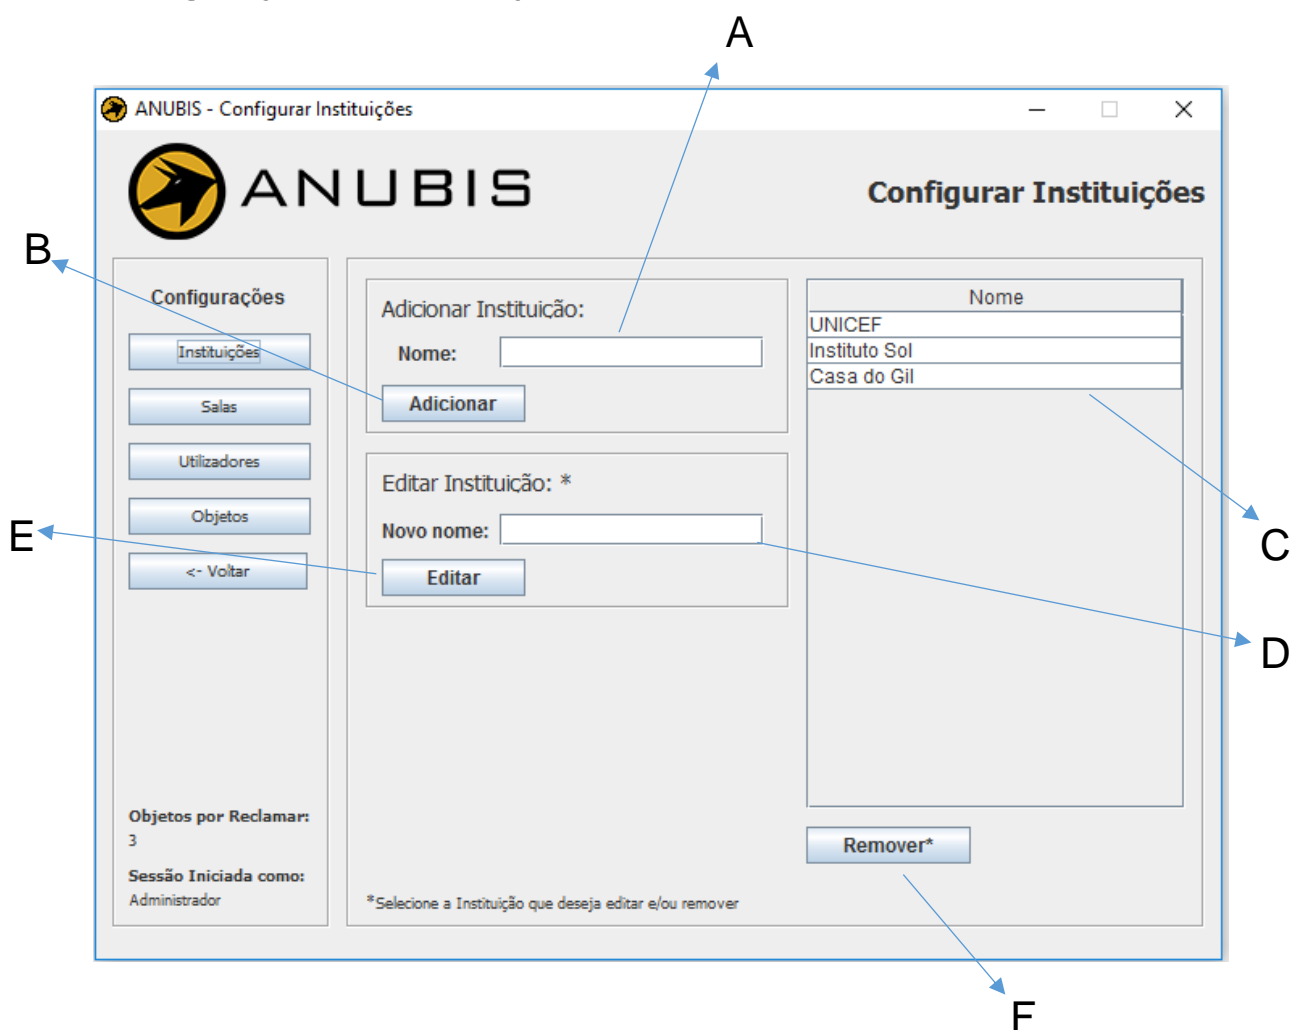 A
ANUBIS - Configurar Instituições
ANUBIS
Configurar Instituições
B
Configurações
Instituições
Salas
Utilizadores
Objetos
<- Voltar
Objetos por Reclamar:
3
Sessão Iniciada como:
Administrador
Adicionar Instituição:
Nome:
Adicionar
Editar Instituição: *
Novo nome:
Editar
*Selecione a Instituição que deseja editar e/ou remover
Nome
UNICEF
Instituto Sol
Casa do Gil
Remover*
E
C
D
F